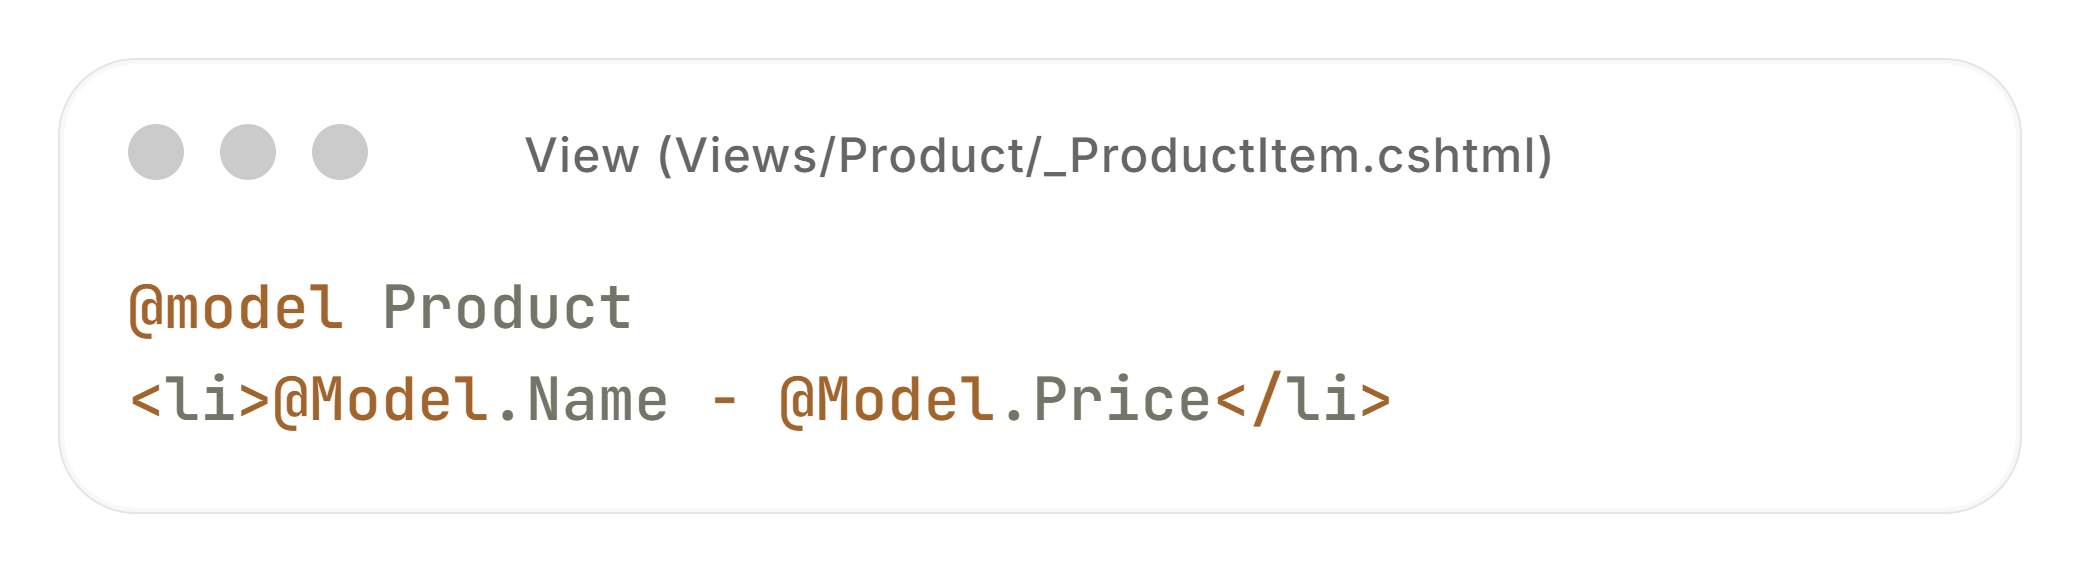 View (Views/Product/_ProductItem.cshtml)
@model Product
<li>@Model.Name - @Model.Price</li>